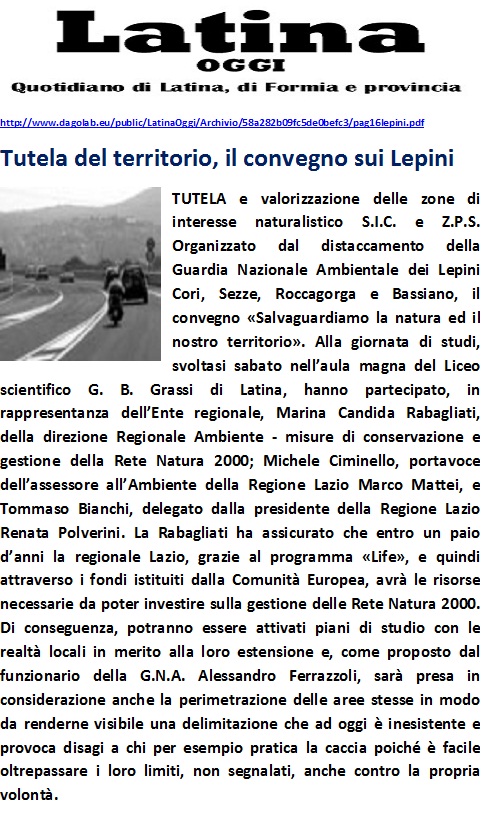 Latina
OGGI
Quotidiano di Latina, di Formia e provincia
http://www.dagolab.eu/public/LatinaOggi/Archivio/58a282b09fc5de0befc3/pag16lepini.pdf
Tutela del territorio, il convegno sui Lepini
TUTELA e valorizzazione delle zone di
interesse naturalistico S.I.C. e Z.P.S.
Organizzato dal distaccamento della
Guardia Nazionale Ambientale dei Lepini
Cori, Sezze, Roccagorga e Bassiano, il
convegno «Salvaguardiamo la natura ed il
nostro territorio». Alla giornata di studi,
svoltasi sabato nell’aula magna del Liceo
scientifico G. B. Grassi di Latina, hanno partecipato, in
rappresentanza dell’Ente regionale, Marina Candida Rabagliati,
della direzione Regionale Ambiente - misure di conservazione e
gestione della Rete Natura 2000; Michele Ciminello, portavoce
dell’assessore all’Ambiente della Regione Lazio Marco Mattei, e
Tommaso Bianchi, delegato dalla presidente della Regione Lazio
Renata Polverini. La Rabagliati ha assicurato che entro un paio
d’anni la regionale Lazio, grazie al programma «Life», e quindi
attraverso i fondi istituiti dalla Comunità Europea, avrà le risorse
necessarie da poter investire sulla gestione delle Rete Natura 2000.
Di conseguenza, potranno essere attivati piani di studio con le
realtà locali in merito alla loro estensione e, come proposto dal
funzionario della G.N.A. Alessandro Ferrazzoli, sarà presa in
considerazione anche la perimetrazione delle aree stesse in modo
da renderne visibile una delimitazione che ad oggi è inesistente e
provoca disagi a chi per esempio pratica la caccia poiché è facile
oltrepassare i loro limiti, non segnalati, anche contro la propria
volontà.